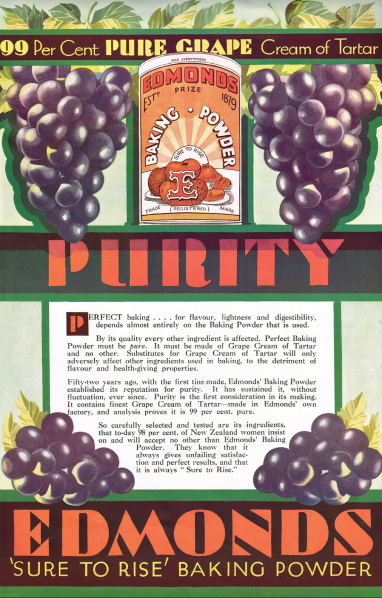 99 Per Cent PURE GRAPE Cream of Tartar
EDMONDS
PRIZE
ESTD 1879
BAKING · POWDER
SURE TO RISE
E
TRADE (REGISTERED) MARK
PURITY
PERFECT baking . . . . for flavour, lightness and digestibility,
depends almost entirely on the Baking Powder that is used.
By its quality every other ingredient is affected. Perfect Baking
Powder must be pure. It must be made of Grape Cream of Tartar
and no other. Substitutes for Grape Cream of Tartar will only
adversely affect other ingredients used in baking, to the detriment of
flavour and health-giving properties.
Fifty-two years ago, with the first tins made, Edmonds' Baking Powder
established its reputation for purity. It has sustained it, without
fluctuation, ever since. Purity is the first consideration in its making.
It contains finest Grape Cream of Tartar—made in Edmonds' own
factory, and analysis proves it is 99 per cent. pure.
So carefully selected and tested are its ingredients,
that to-day 98 per cent. of New Zealand women insist
on and will accept no other than Edmonds' Baking
Powder. They know that it
always gives unfailing satisfac-
tion and perfect results, and that
it is always "Sure to Rise."
EDMONDS
'SURE TO RISE' BAKING POWDER